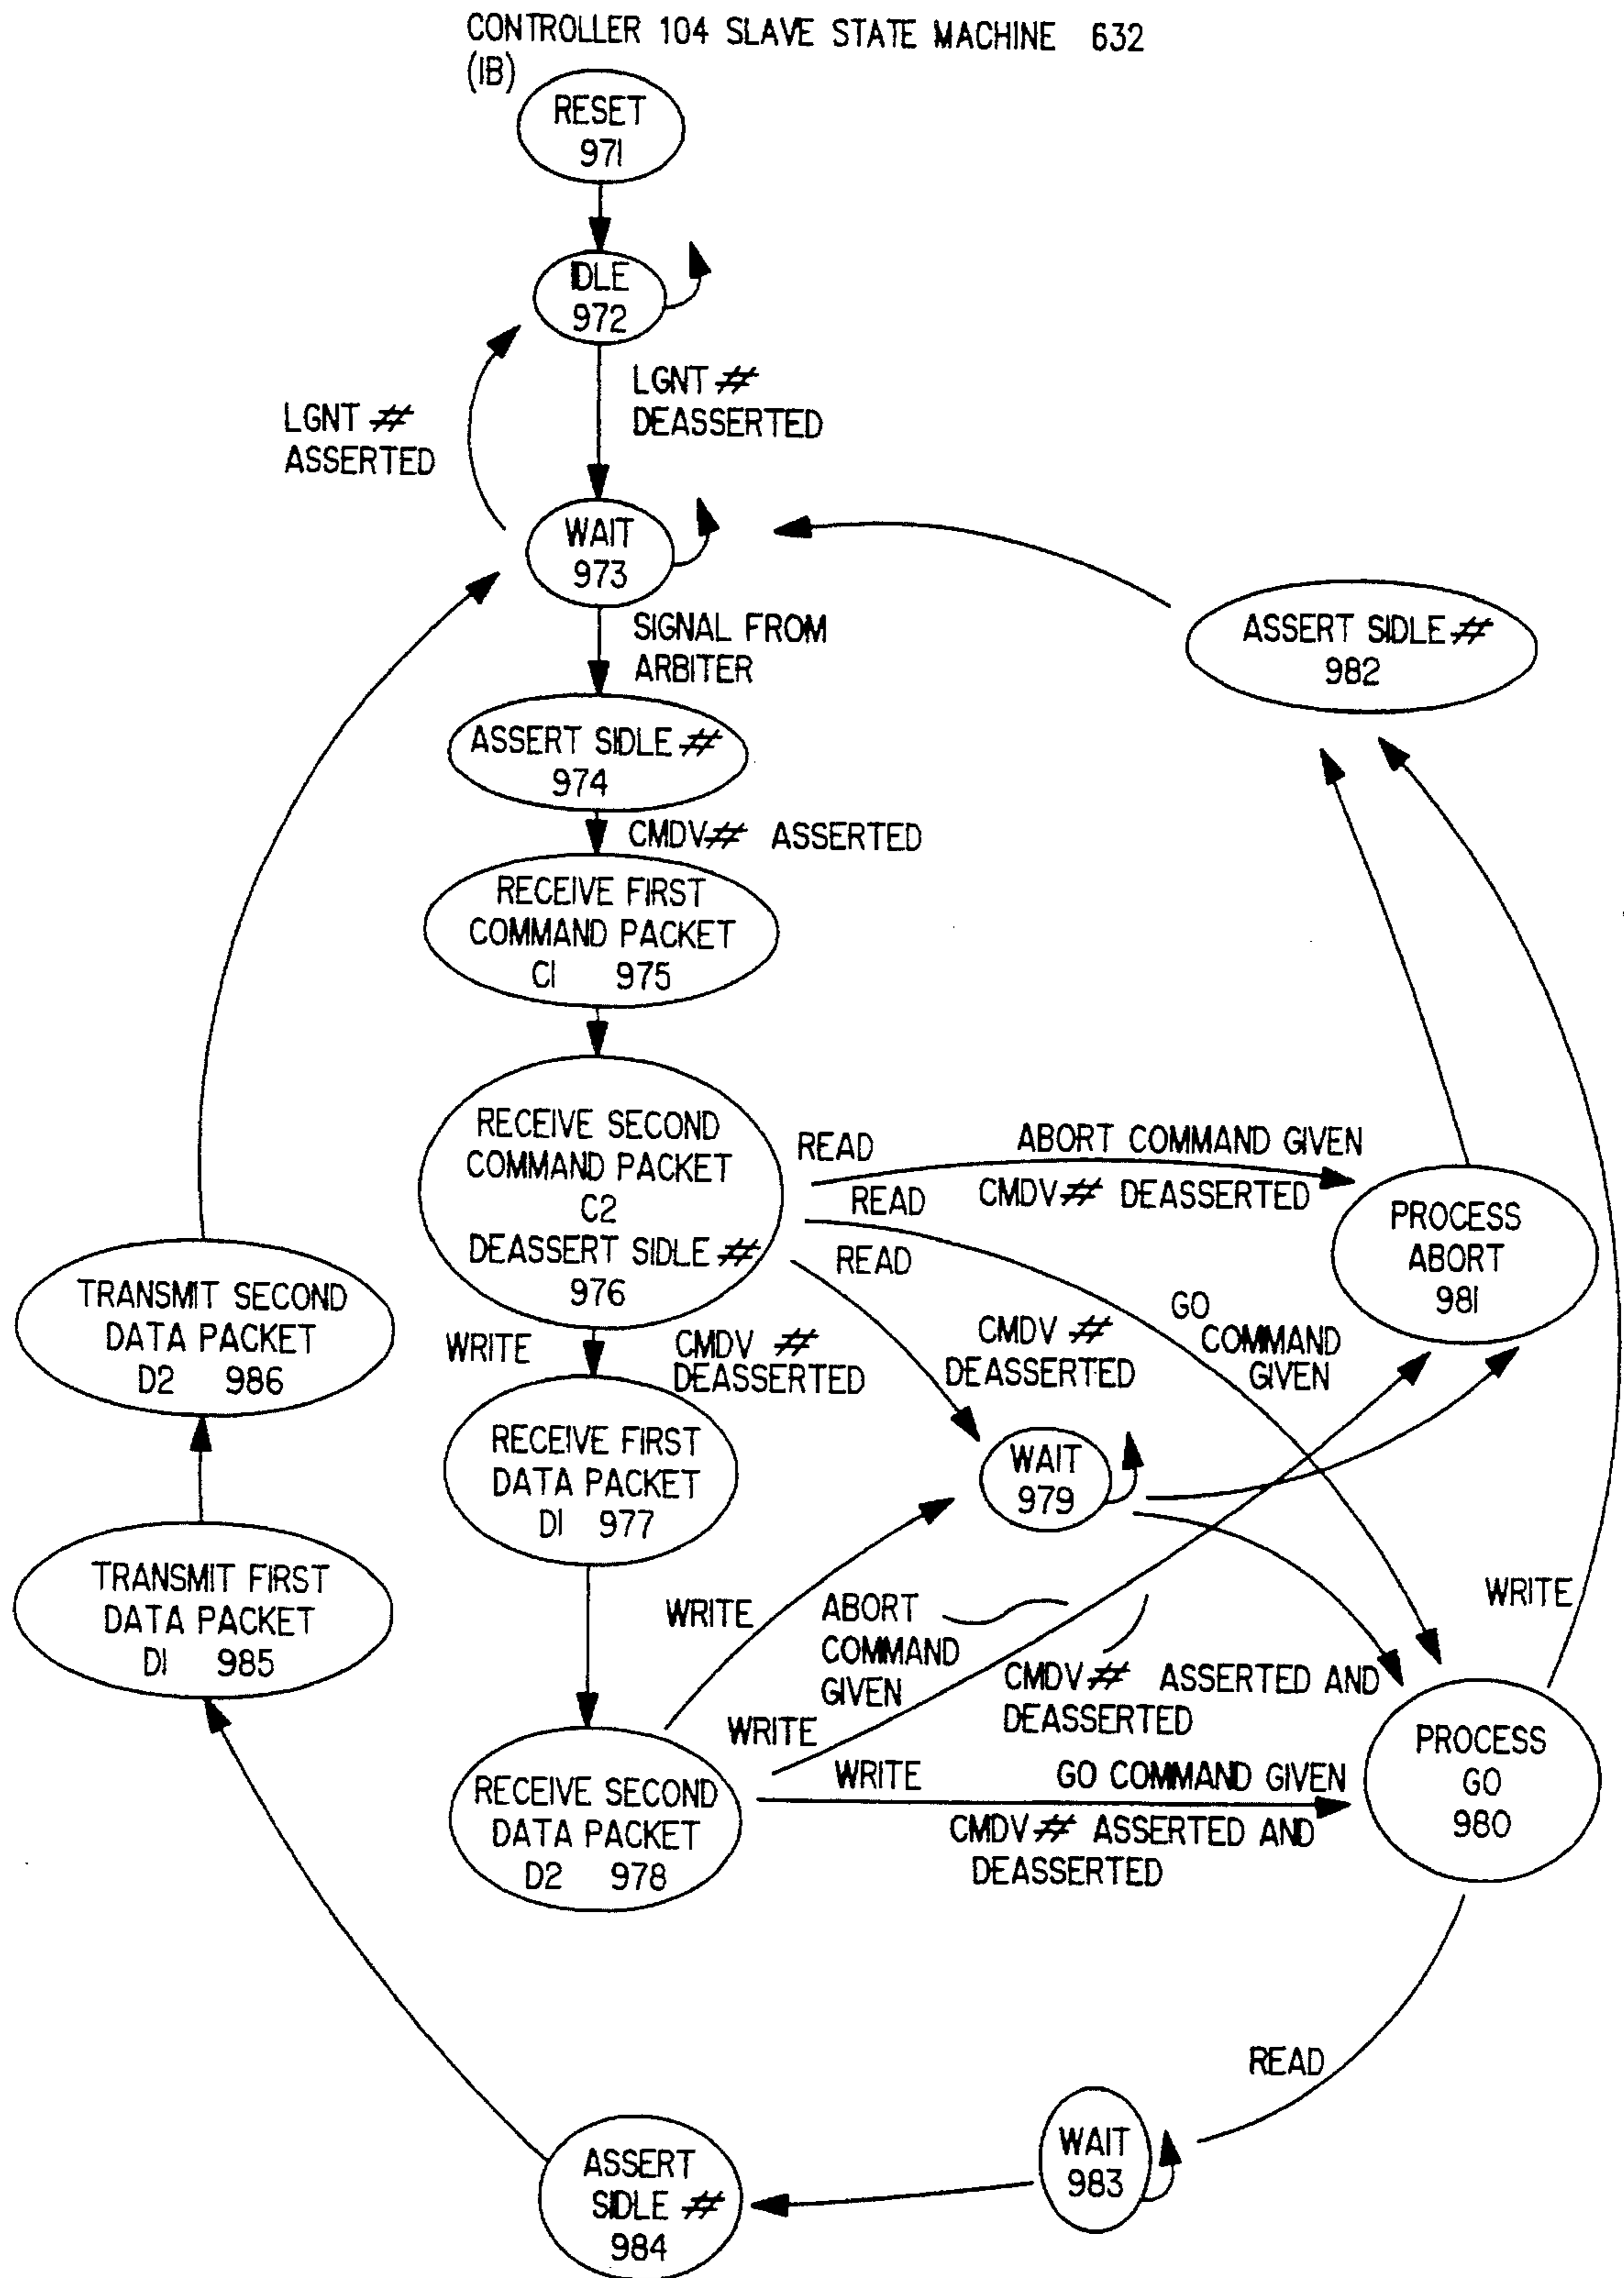 CONTROLLER 104 SLAVE STATE MACHINE 632
(IB)
RESET
971
IDLE
972
LGNT #
DEASSERTED
LGNT #
ASSERTED
WAIT
973
SIGNAL FROM
ARBITER
ASSERT SIDLE #
982
ASSERT SIDLE #
974
CMDV# ASSERTED
RECEIVE FIRST
COMMAND PACKET
C1 975
RECEIVE SECOND
COMMAND PACKET
C2
DEASSERT SIDLE #
976
READ
ABORT COMMAND GIVEN
CMDV# DEASSERTED
READ
READ
PROCESS
ABORT
981
GO
COMMAND
GIVEN
CMDV #
DEASSERTED
WRITE
CMDV #
DEASSERTED
TRANSMIT SECOND
DATA PACKET
D2 986
RECEIVE FIRST
DATA PACKET
D1 977
WAIT
979
TRANSMIT FIRST
DATA PACKET
D1 985
WRITE
ABORT
COMMAND
GIVEN
CMDV# ASSERTED AND
DEASSERTED
WRITE
WRITE
WRITE
GO COMMAND GIVEN
CMDV# ASSERTED AND
DEASSERTED
PROCESS
GO
980
RECEIVE SECOND
DATA PACKET
D2 978
READ
WAIT
983
ASSERT
SIDLE #
984